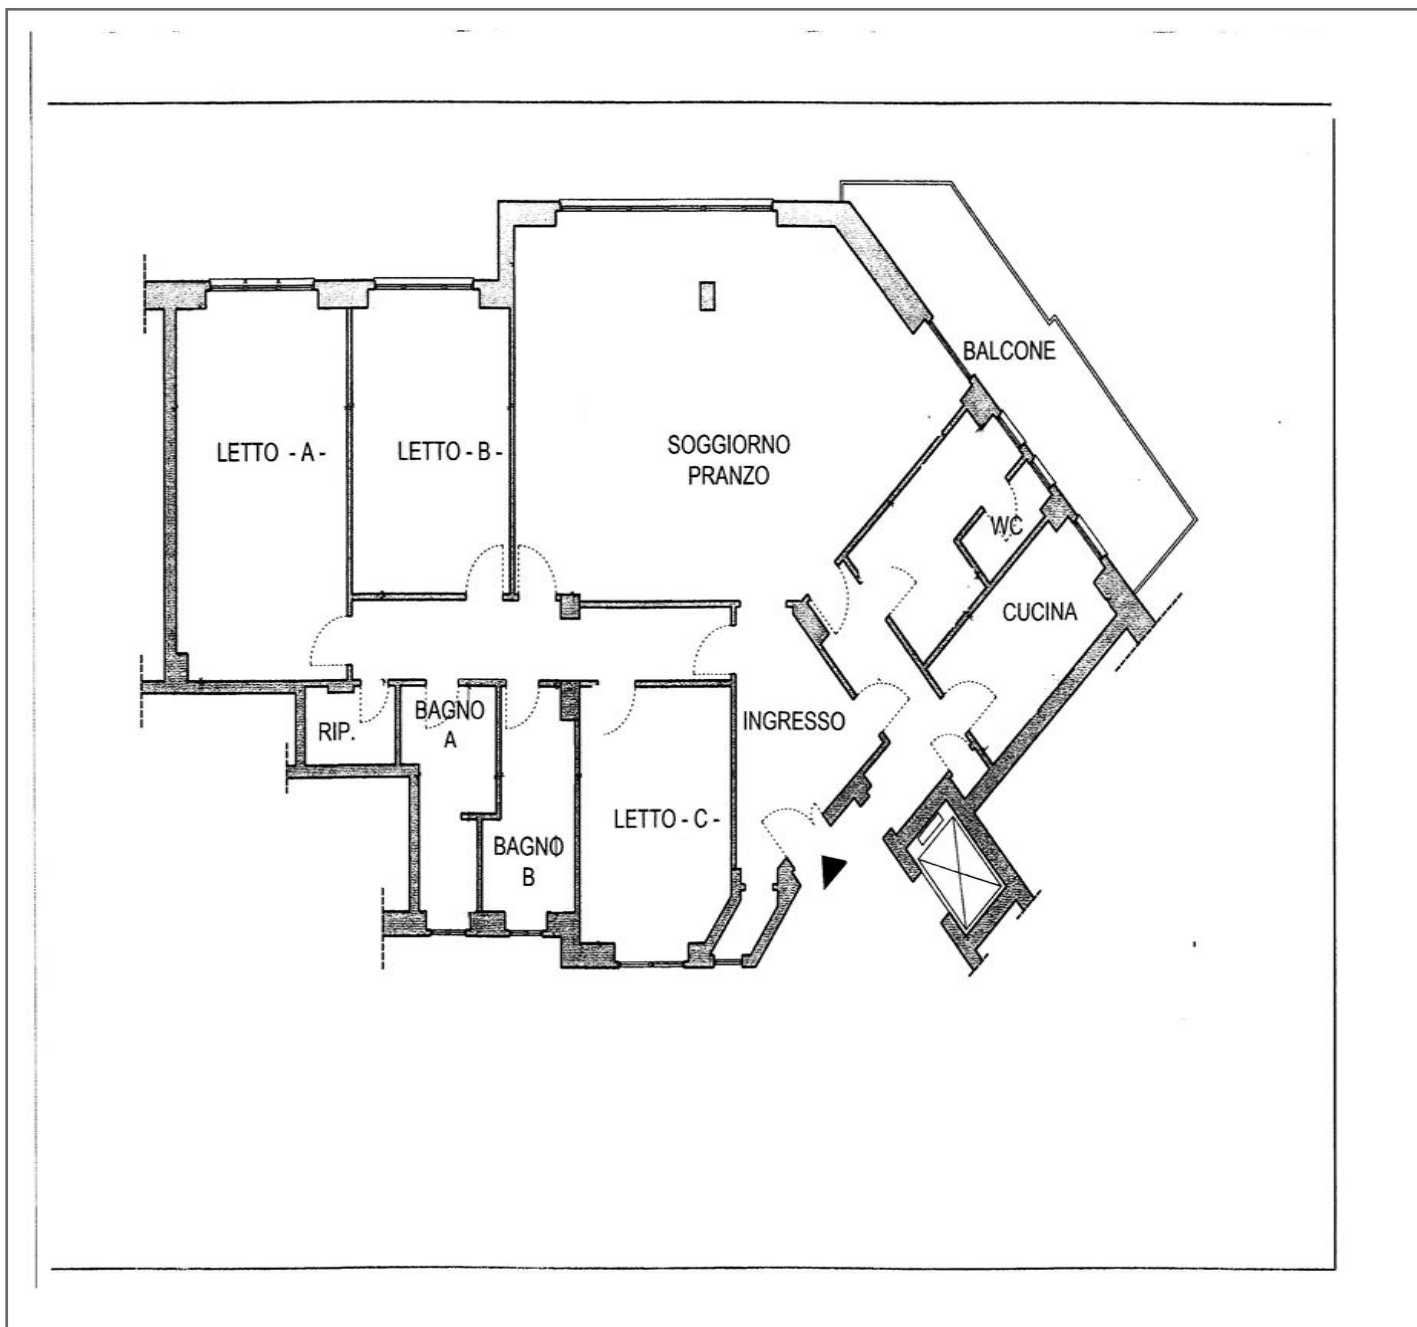 BALCONE
LETTO - A -
LETTO - B -
SOGGIORNO
PRANZO
WC
CUCINA
RIP.
BAGNO
A
INGRESSO
LETTO - C -
BAGNO
B